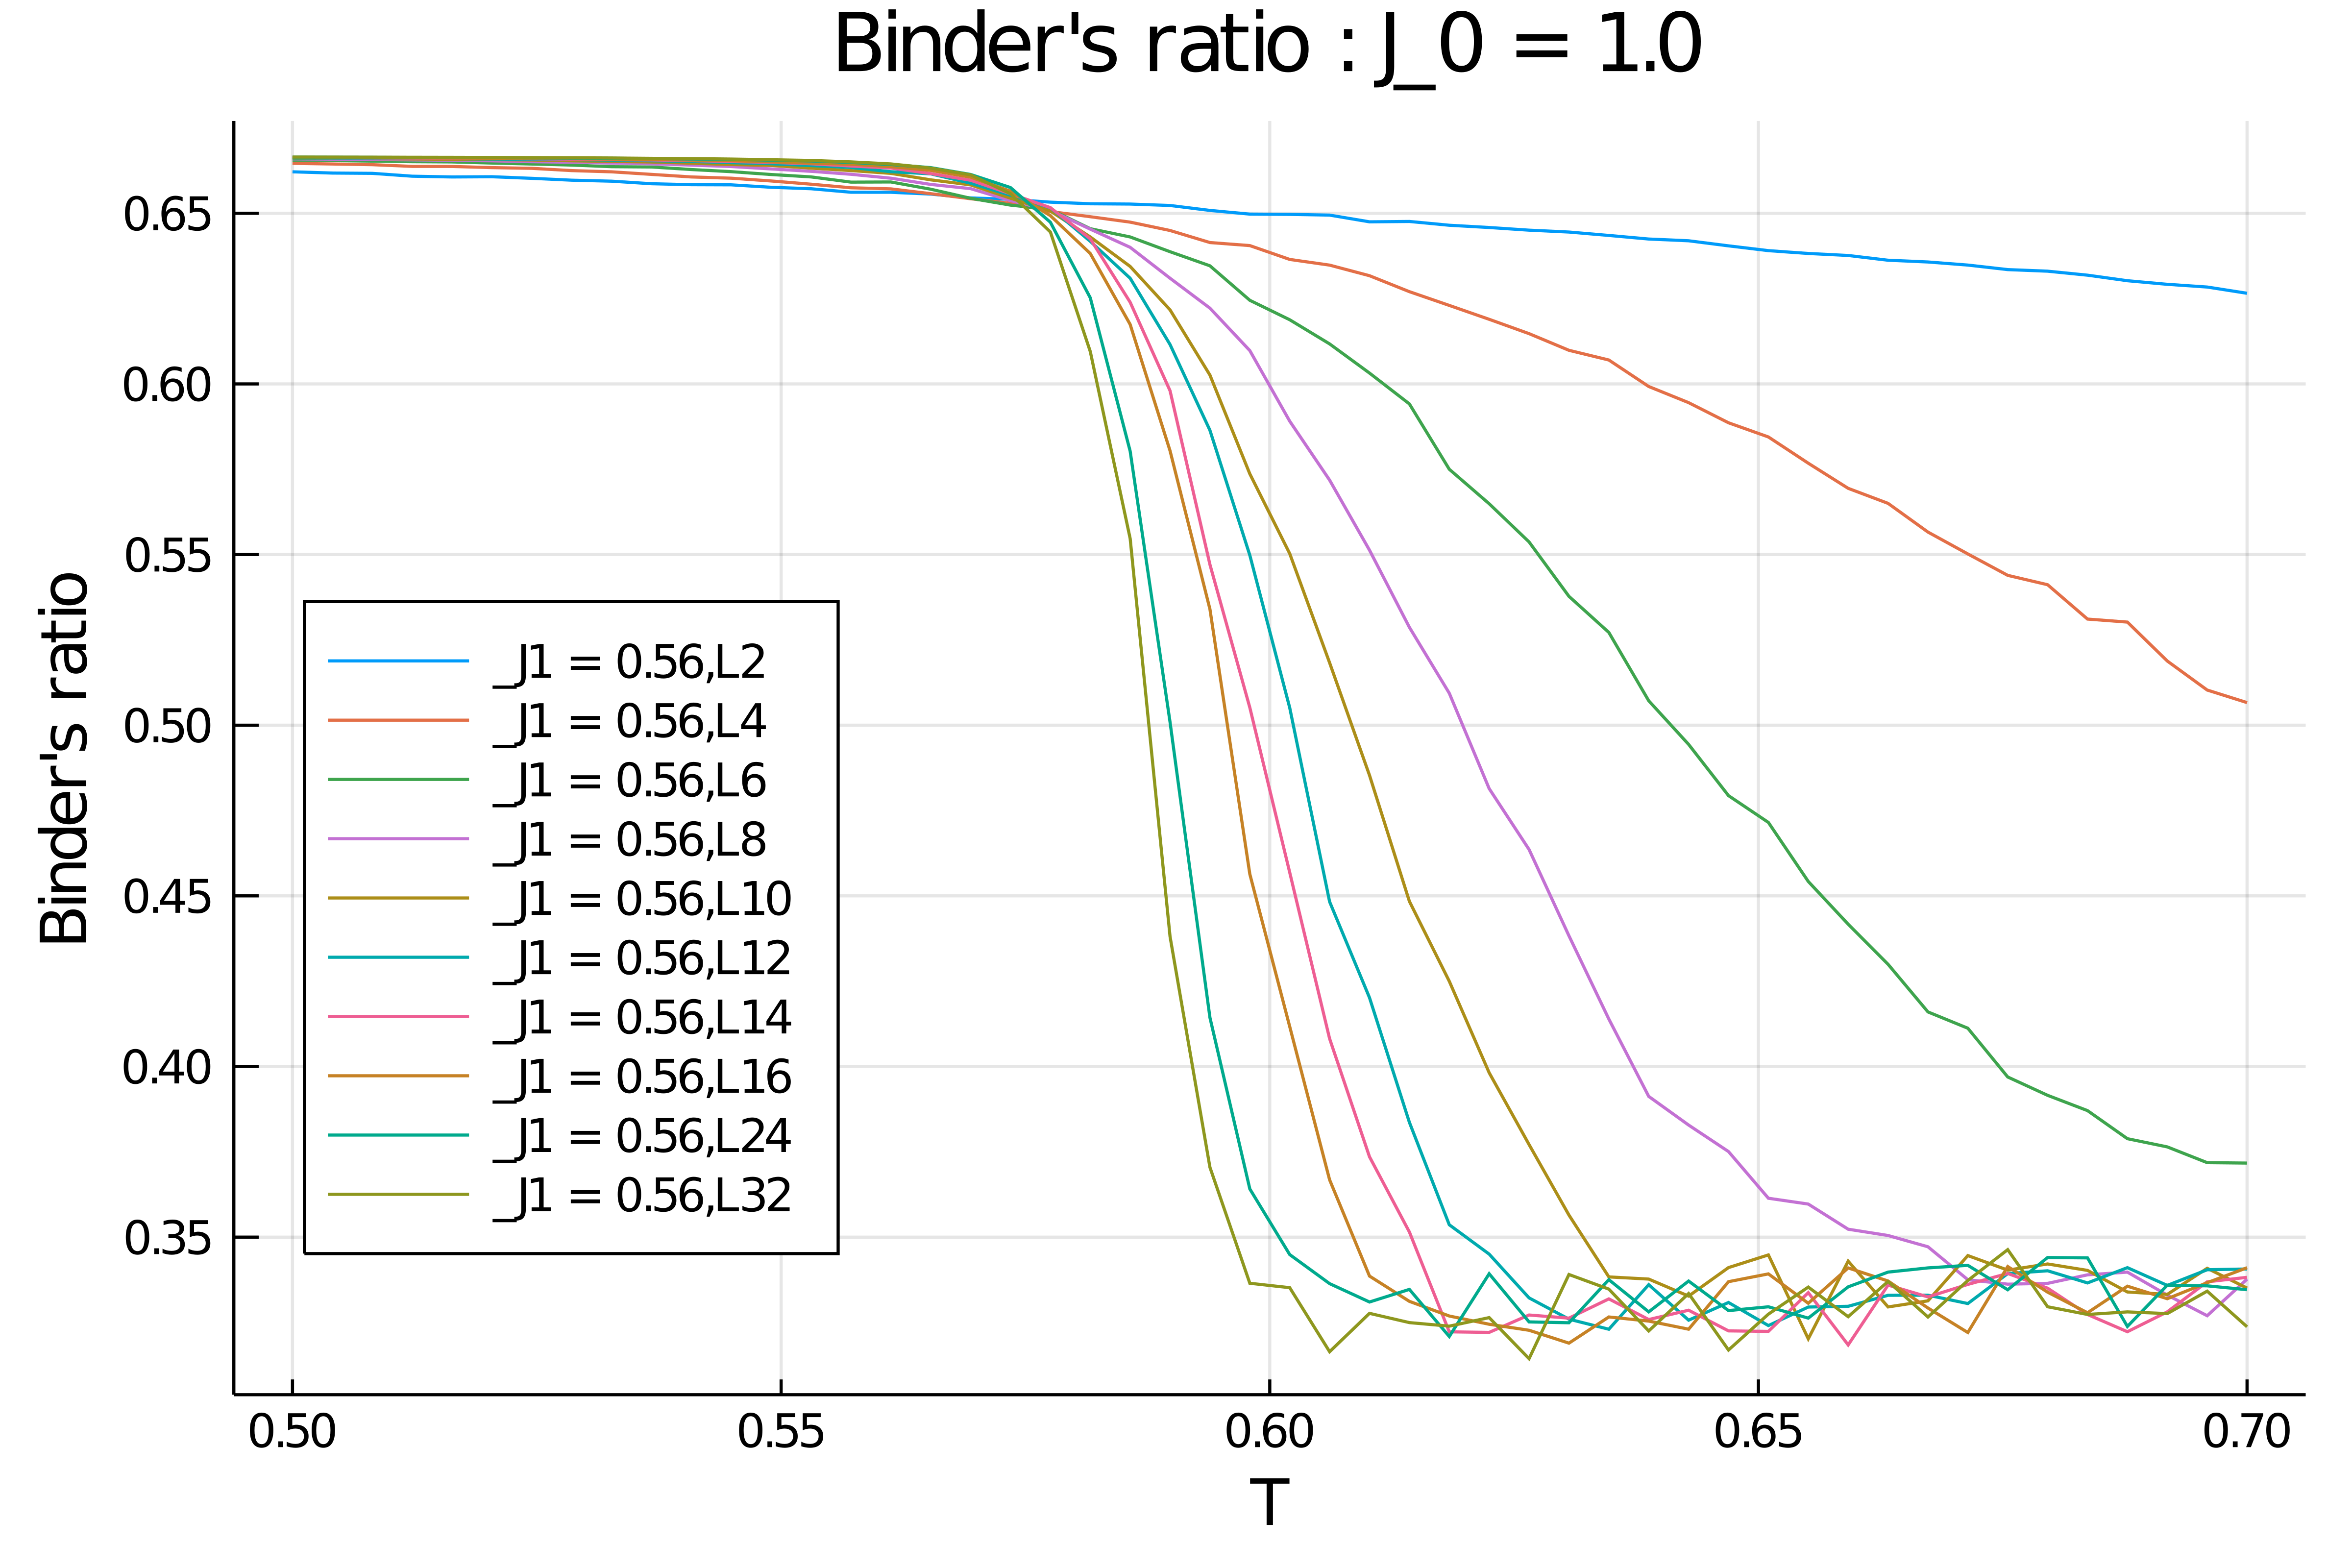 Binder's ratio : J_0 = 1.0
Binder's ratio
0.65
0.60
0.55
0.50
0.45
0.40
0.35
_J1 = 0.56,L2
_J1 = 0.56,L4
_J1 = 0.56,L6
_J1 = 0.56,L8
_J1 = 0.56,L10
_J1 = 0.56,L12
_J1 = 0.56,L14
_J1 = 0.56,L16
_J1 = 0.56,L24
_J1 = 0.56,L32
0.50 0.55 0.60 0.65 0.70
T